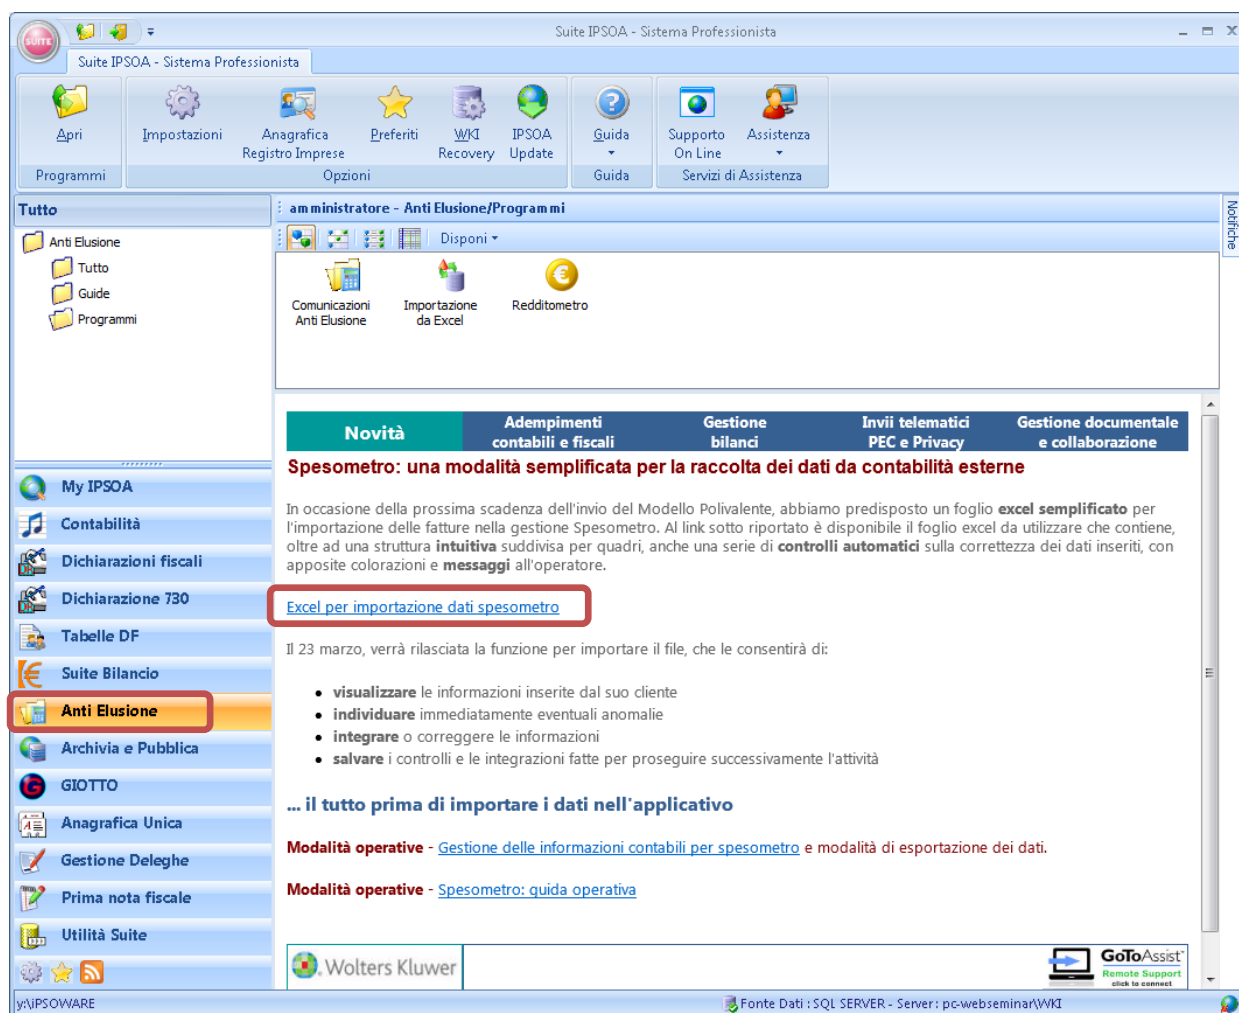 Suite IPSOA - Sistema Professionista
SUITE
Suite IPSOA - Sistema Professionista
Apri
Impostazioni
Anagrafica
Registro Imprese
Preferiti
WKI
Recovery
IPSOA
Update
Guida
Supporto
On Line
Assistenza
Programmi
Opzioni
Guida
Servizi di Assistenza
Tutto
Anti Elusione
Tutto
Guide
Programmi
My IPSOA
Contabilità
Dichiarazioni fiscali
Dichiarazione 730
Tabelle DF
Suite Bilancio
Anti Elusione
Archivia e Pubblica
GIOTTO
Anagrafica Unica
Gestione Deleghe
Prima nota fiscale
Utilità Suite
amministratore - Anti Elusione/Programmi
Disponi
Comunicazioni
Anti Elusione
Importazione
da Excel
Redditometro
Notifiche
Novità
Adempimenti
contabili e fiscali
Gestione
bilanci
Invii telematici
PEC e Privacy
Gestione documentale
e collaborazione
Spesometro: una modalità semplificata per la raccolta dei dati da contabilità esterne
In occasione della prossima scadenza dell'invio del Modello Polivalente, abbiamo predisposto un foglio excel semplificato per
l'importazione delle fatture nella gestione Spesometro. Al link sotto riportato è disponibile il foglio excel da utilizzare che contiene,
oltre ad una struttura intuitiva suddivisa per quadri, anche una serie di controlli automatici sulla correttezza dei dati inseriti, con
apposite colorazioni e messaggi all'operatore.
Excel per importazione dati spesometro
Il 23 marzo, verrà rilasciata la funzione per importare il file, che le consentirà di:
• visualizzare le informazioni inserite dal suo cliente
• individuare immediatamente eventuali anomalie
• integrare o correggere le informazioni
• salvare i controlli e le integrazioni fatte per proseguire successivamente l'attività
... il tutto prima di importare i dati nell'applicativo
Modalità operative - Gestione delle informazioni contabili per spesometro e modalità di esportazione dei dati.
Modalità operative - Spesometro: guida operativa
Wolters Kluwer
GoToAssist
Remote Support
click to connect
y:\IPSOWARE
Fonte Dati : SQL SERVER - Server : pc-webseminar\WKI